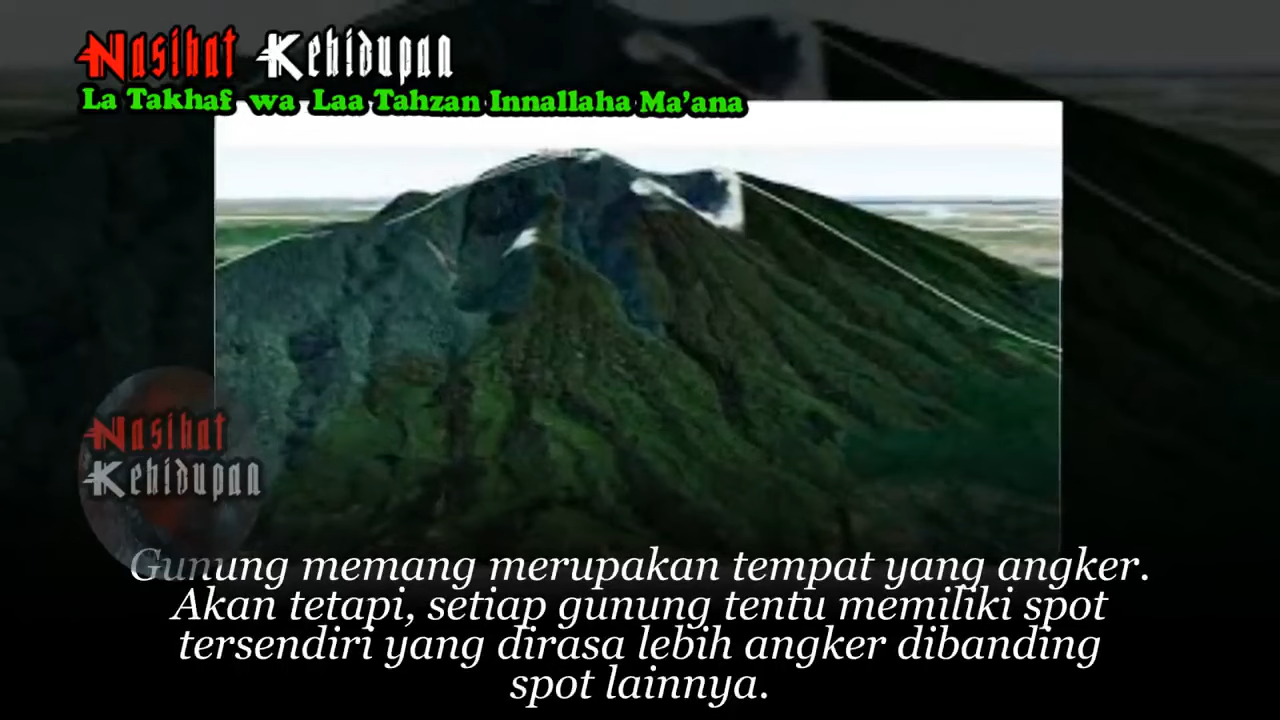 Nasihat Kehidupan
La Takhaf wa Laa Tahzan Innallaha Ma'ana
Nasihat
Kehidupan
Gunung memang merupakan tempat yang angker.
Akan tetapi, setiap gunung tentu memiliki spot
tersendiri yang dirasa lebih angker dibanding
spot lainnya.